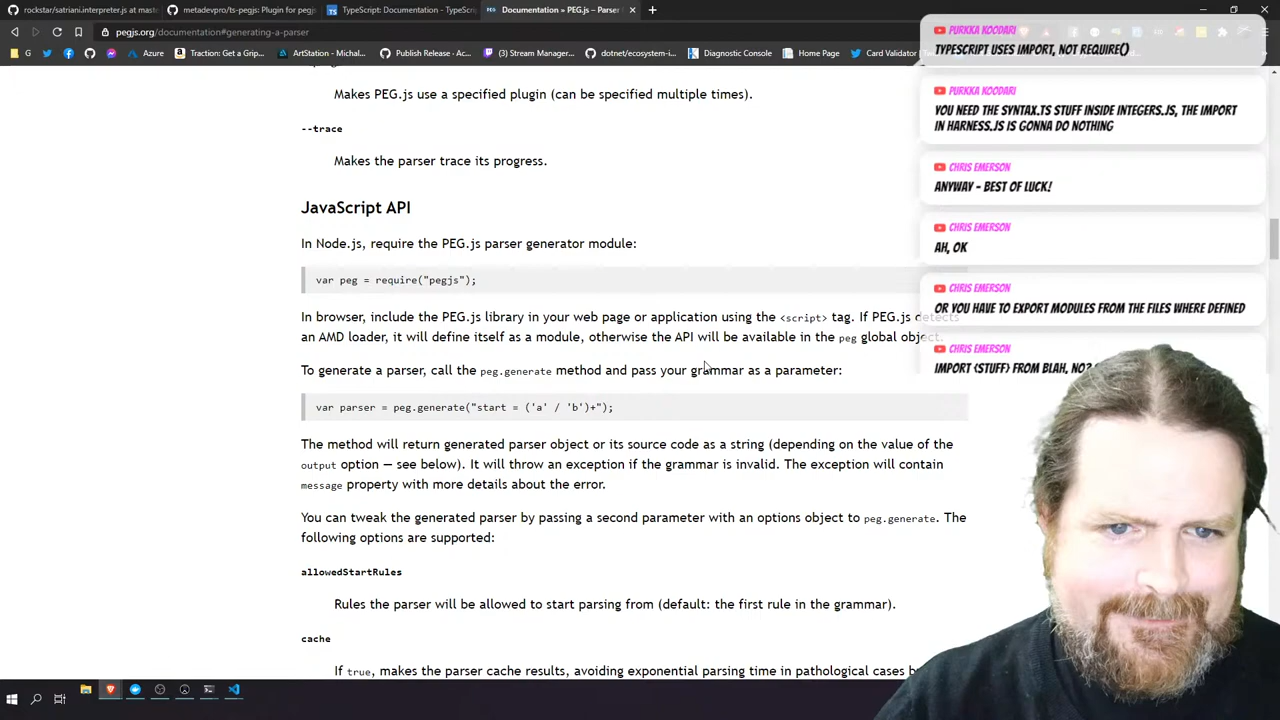 rockstar/satriani.interpreter.js at mast
metadevpro/ts-pegjs: Plugin for pegjs
TypeScript: Documentation - TypeScri
Documentation » PEG.js – Parser
pegjs.org/documentation#generating-a-parser
G
Azure
Traction: Get a Grip...
ArtStation - Michal...
Publish Release - Ac...
(3) Stream Manager...
dotnet/ecosystem-i...
Diagnostic Console
Home Page
Card Validator | Test...
Makes PEG.js use a specified plugin (can be specified multiple times).
--trace
Makes the parser trace its progress.
JavaScript API
In Node.js, require the PEG.js parser generator module:
var peg = require("pegjs");
In browser, include the PEG.js library in your web page or application using the <script> tag. If PEG.js detects
an AMD loader, it will define itself as a module, otherwise the API will be available in the peg global object.
To generate a parser, call the peg.generate method and pass your grammar as a parameter:
var parser = peg.generate("start = ('a' / 'b')+");
The method will return generated parser object or its source code as a string (depending on the value of the
output option — see below). It will throw an exception if the grammar is invalid. The exception will contain
message property with more details about the error.
You can tweak the generated parser by passing a second parameter with an options object to peg.generate. The
following options are supported:
allowedStartRules
Rules the parser will be allowed to start parsing from (default: the first rule in the grammar).
cache
If true, makes the parser cache results, avoiding exponential parsing time in pathological cases b
PURKKA KOODARI
TYPESCRIPT USES IMPORT, NOT REQUIRE()
PURKKA KOODARI
YOU NEED THE SYNTAX.TS STUFF INSIDE INTEGERS.JS, THE IMPORT
IN HARNESS.JS IS GONNA DO NOTHING
CHRIS EMERSON
ANYWAY - BEST OF LUCK!
CHRIS EMERSON
AH, OK
CHRIS EMERSON
OR YOU HAVE TO EXPORT MODULES FROM THE FILES WHERE DEFINED
CHRIS EMERSON
IMPORT {STUFF} FROM BLAH, NO?